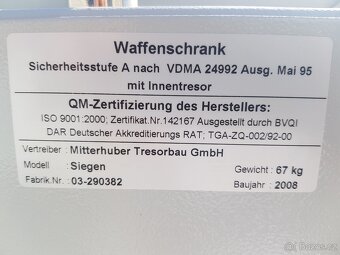 Waffenschrank
Sicherheitsstufe A nach VDMA 24992 Ausg. Mai 95
mit Innentresor
QM-Zertifizierung des Herstellers:
ISO 9001:2000; Zertifikat.Nr.142167 Ausgestellt durch BVQI
DAR Deutscher Akkreditierungs RAT; TGA-ZQ-002/92-00
Vertreiber : Mitterhuber Tresorbau GmbH
Modell : Siegen Gewicht : 67 kg
Fabrik.Nr. : 03-290382 Baujahr : 2008